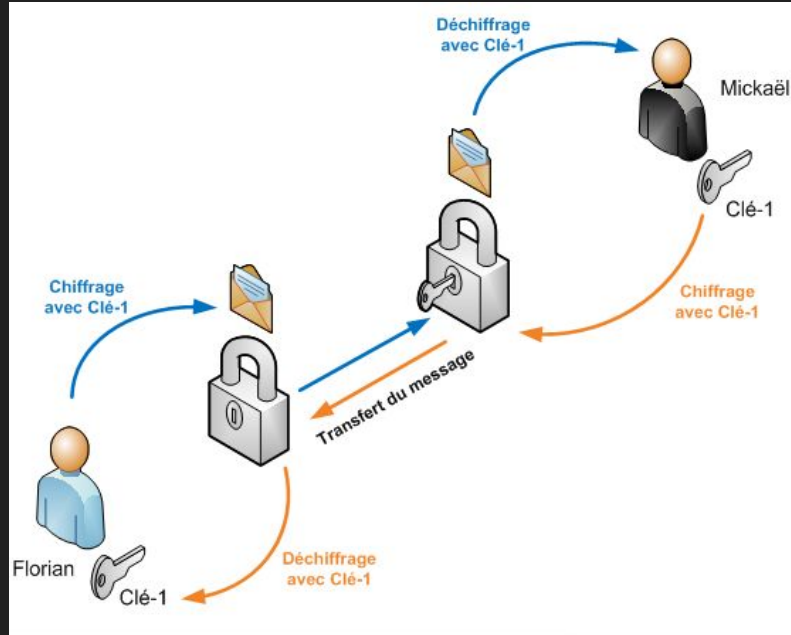 Déchiffrage
avec Clé-1
Mickaël
Clé-1
Chiffrage
avec Clé-1
Chiffrage
avec Clé-1
Transfert du message
Déchiffrage
avec Clé-1
Florian
Clé-1